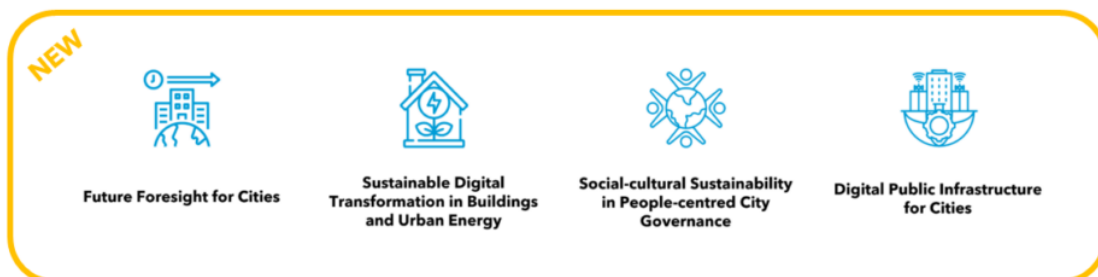 NEW
Future Foresight for Cities
Sustainable Digital
Transformation in Buildings
and Urban Energy
Social-cultural Sustainability
in People-centred City
Governance
Digital Public Infrastructure
for Cities